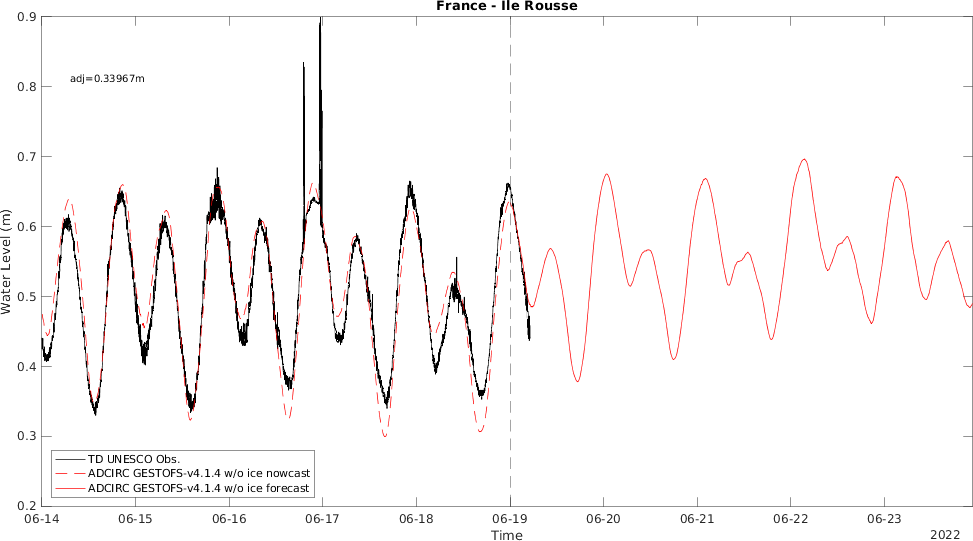 France - Ile Rousse
0.9
0.8
0.7
0.6
0.5
0.4
0.3
0.2
Water Level (m)
adj=0.33967m
TD UNESCO Obs.
ADCIRC GESTOFS-v4.1.4 w/o ice nowcast
ADCIRC GESTOFS-v4.1.4 w/o ice forecast
06-14 06-15 06-16 06-17 06-18 06-19 06-20 06-21 06-22 06-23
Time
2022